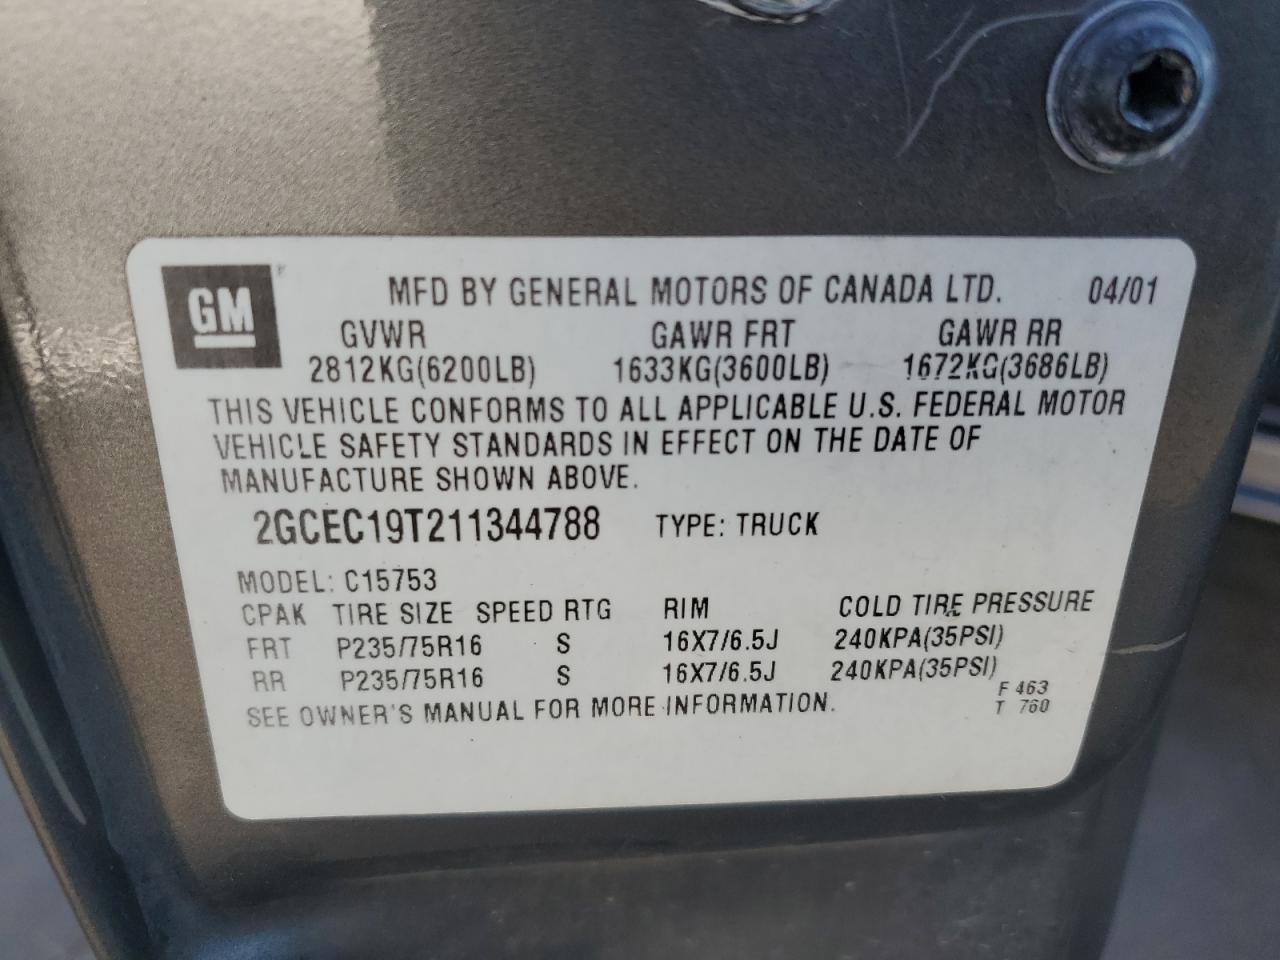 GM
MFD BY GENERAL MOTORS OF CANADA LTD. 04/01
GVWR GAWR FRT GAWR RR
2812KG(6200LB) 1633KG(3600LB) 1672KG(3686LB)
THIS VEHICLE CONFORMS TO ALL APPLICABLE U.S. FEDERAL MOTOR
VEHICLE SAFETY STANDARDS IN EFFECT ON THE DATE OF
MANUFACTURE SHOWN ABOVE.
2GCEC19T211344788 TYPE: TRUCK
MODEL: C15753
CPAK TIRE SIZE SPEED RTG RIM COLD TIRE PRESSURE
FRT P235/75R16 S 16X7/6.5J 240KPA(35PSI)
RR P235/75R16 S 16X7/6.5J 240KPA(35PSI)
SEE OWNER'S MANUAL FOR MORE INFORMATION.
F 463
T 760